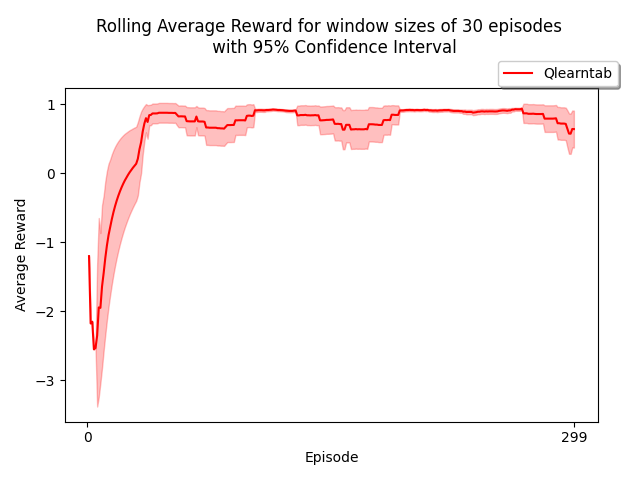 Rolling Average Reward for window sizes of 30 episodes
with 95% Confidence Interval
Qlearntab
1
0
−1
−2
−3
Average Reward
0
299
Episode